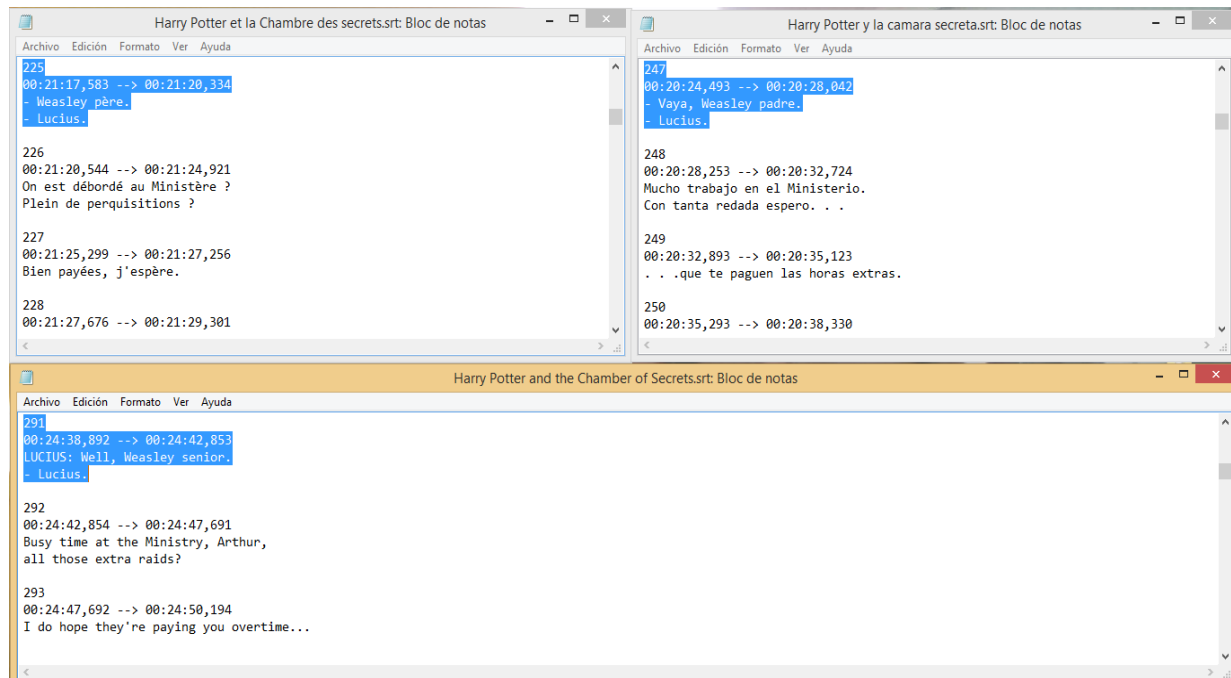 Harry Potter et la Chambre des secrets.srt: Bloc de notas
Archivo Edición Formato Ver Ayuda
225
00:21:17,583 --> 00:21:20,334
- Weasley père.
- Lucius.
226
00:21:20,544 --> 00:21:24,921
On est débordé au Ministère ?
Plein de perquisitions ?
227
00:21:25,299 --> 00:21:27,256
Bien payées, j'espère.
228
00:21:27,676 --> 00:21:29,301
Harry Potter y la camara secreta.srt: Bloc de notas
Archivo Edición Formato Ver Ayuda
247
00:20:24,493 --> 00:20:28,042
- Vaya, Weasley padre.
- Lucius.
248
00:20:28,253 --> 00:20:32,724
Mucho trabajo en el Ministerio.
Con tanta redada espero. . .
249
00:20:32,893 --> 00:20:35,123
. . .que te paguen las horas extras.
250
00:20:35,293 --> 00:20:38,330
Harry Potter and the Chamber of Secrets.srt: Bloc de notas
Archivo Edición Formato Ver Ayuda
291
00:24:38,892 --> 00:24:42,853
LUCIUS: Well, Weasley senior.
- Lucius.
292
00:24:42,854 --> 00:24:47,691
Busy time at the Ministry, Arthur,
all those extra raids?
293
00:24:47,692 --> 00:24:50,194
I do hope they're paying you overtime...